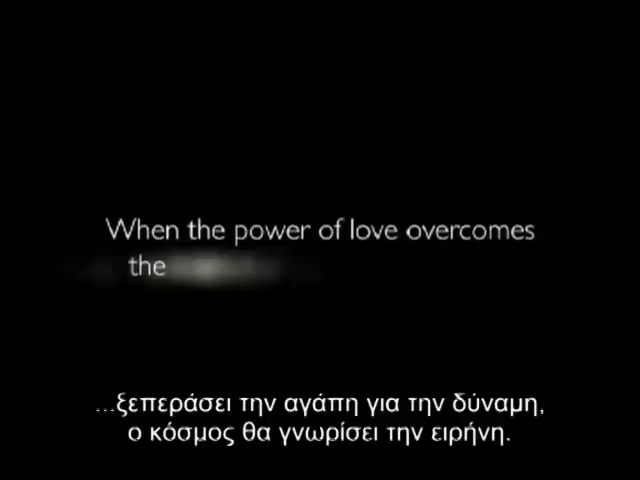 When the power of love overcomes
the
...ξεπεράσει την αγάπη για την δύναμη,
ο κόσμος θα γνωρίσει την ειρήνη.